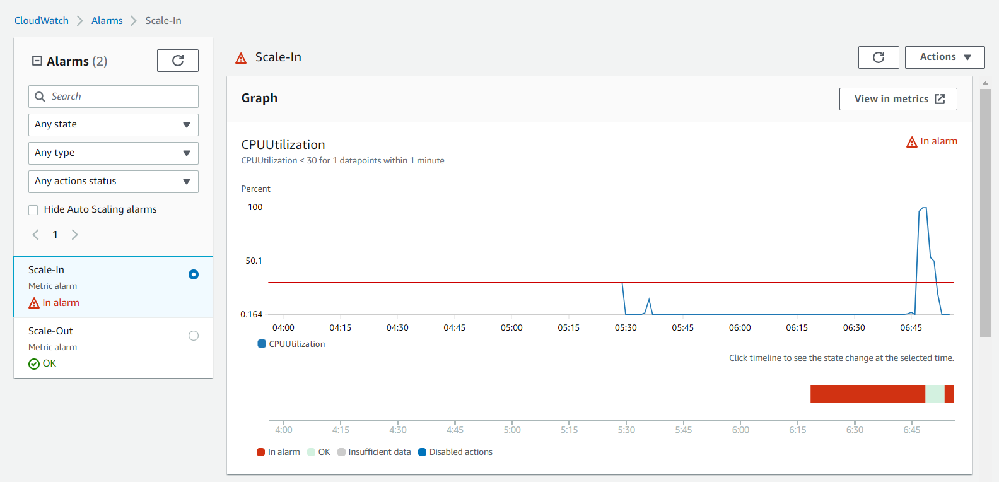 CloudWatch > Alarms > Scale-In
Alarms (2)
Search
Any state
Any type
Any actions status
Hide Auto Scaling alarms
1
Scale-In
Metric alarm
In alarm
Scale-Out
Metric alarm
OK
Scale-In
Actions
Graph
View in metrics
CPUUtilization
In alarm
CPUUtilization < 30 for 1 datapoints within 1 minute
Percent
100
50.1
0.164
04:00 04:15 04:30 04:45 05:00 05:15 05:30 05:45 06:00 06:15 06:30 06:45
CPUUtilization
Click timeline to see the state change at the selected time.
4:00 4:15 4:30 4:45 5:00 5:15 5:30 5:45 6:00 6:15 6:30 6:45
In alarm OK Insufficient data Disabled actions